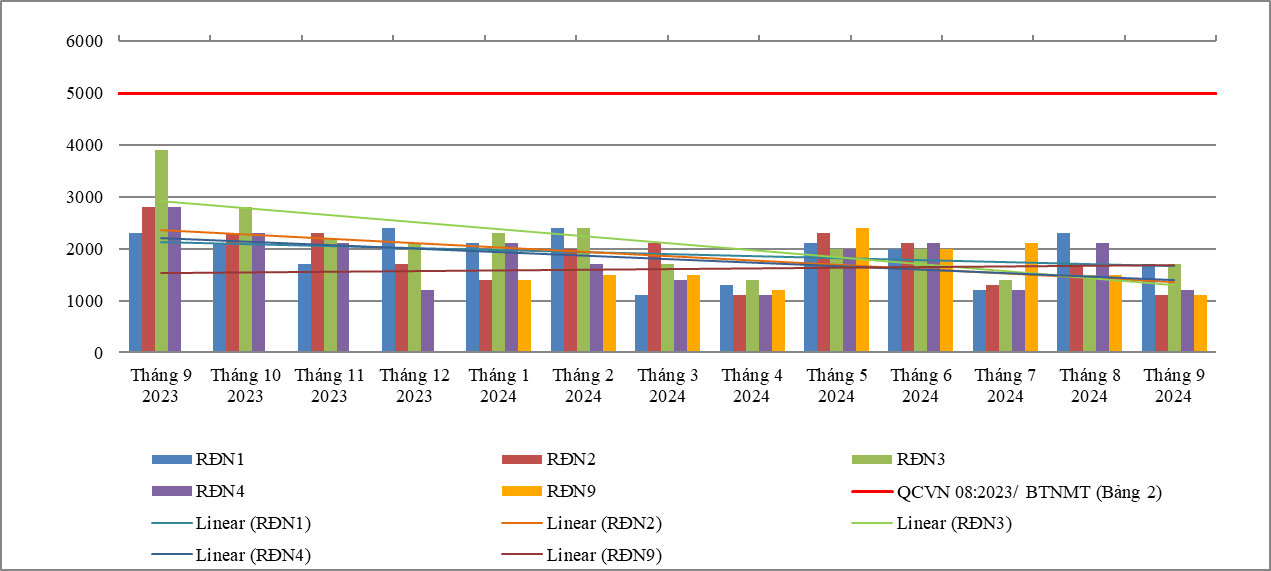 6000
5000
4000
3000
2000
1000
0
Tháng 9 2023
Tháng 10 2023
Tháng 11 2023
Tháng 12 2023
Tháng 1 2024
Tháng 2 2024
Tháng 3 2024
Tháng 4 2024
Tháng 5 2024
Tháng 6 2024
Tháng 7 2024
Tháng 8 2024
Tháng 9 2024
RĐN1
RĐN2
RĐN3
RĐN4
RĐN9
QCVN 08:2023/ BTNMT (Bảng 2)
Linear (RĐN1)
Linear (RĐN2)
Linear (RĐN3)
Linear (RĐN4)
Linear (RĐN9)